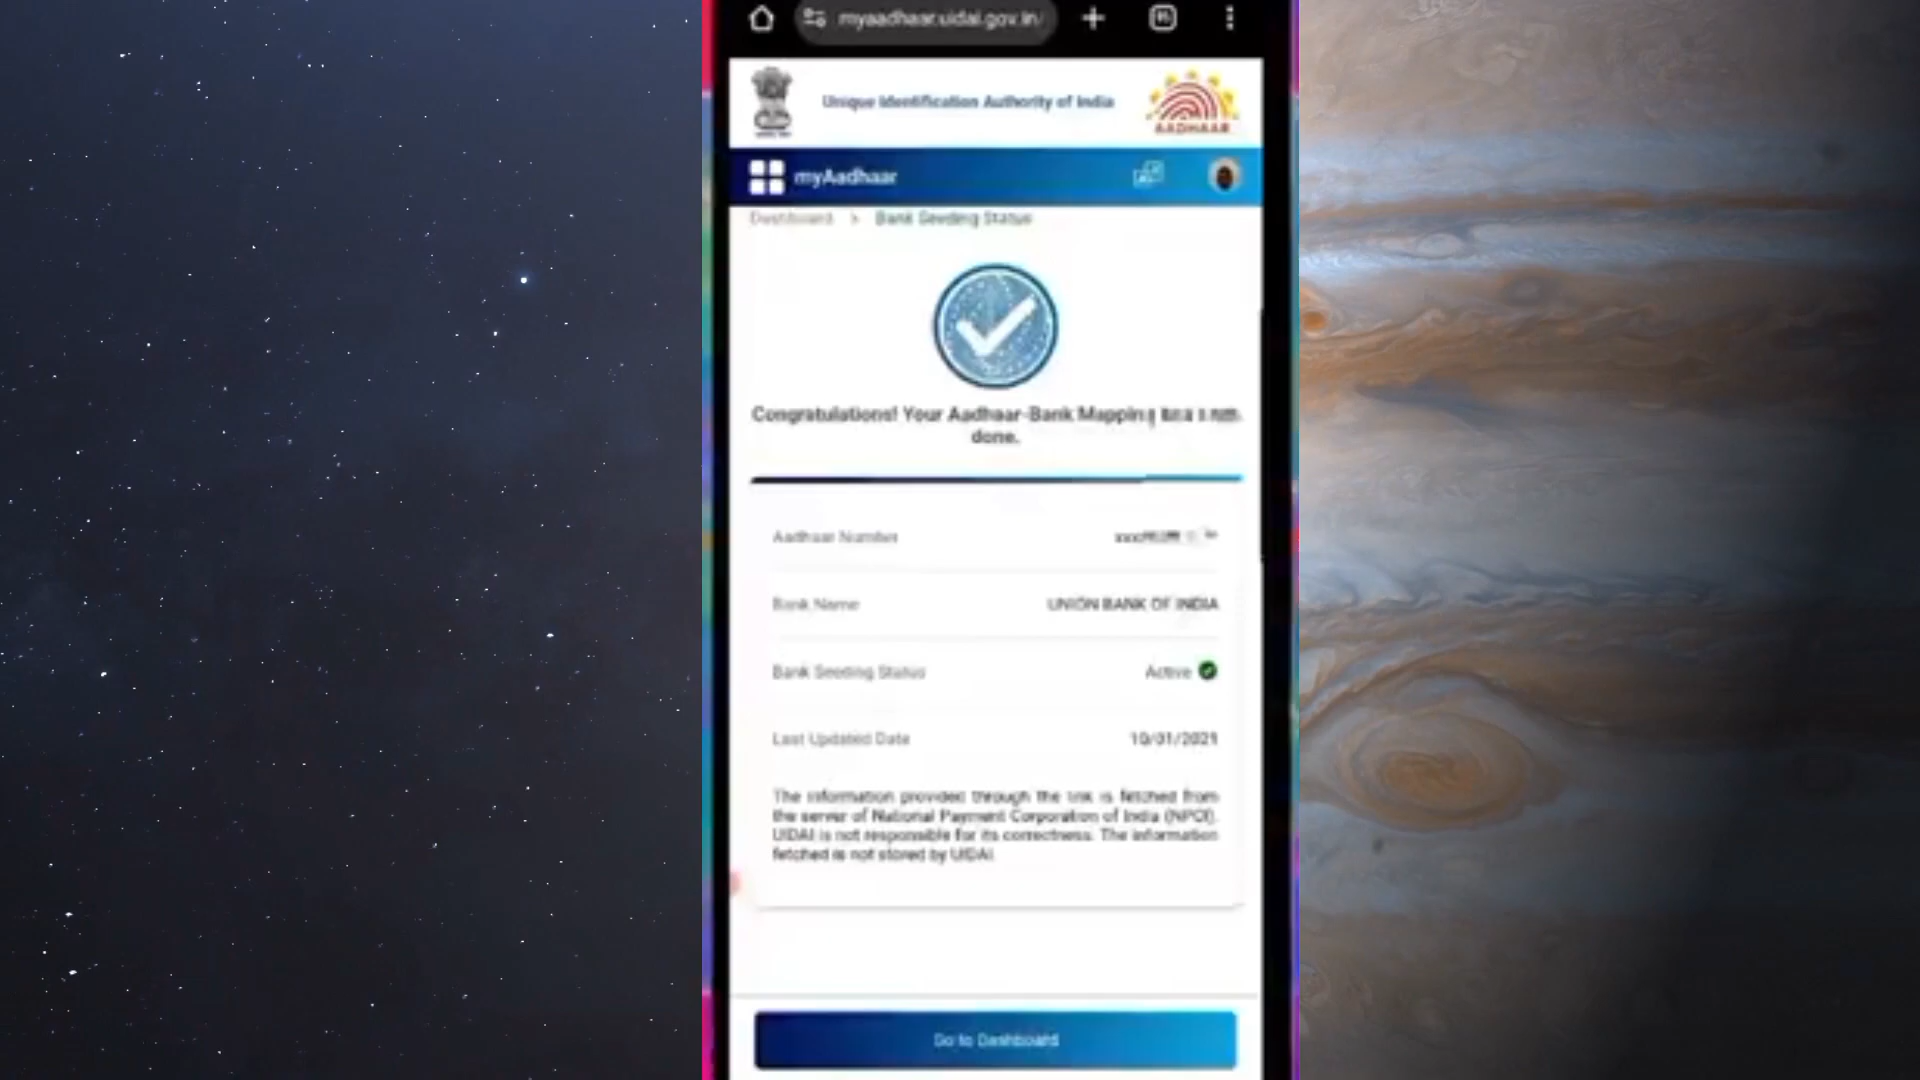 myaadhaar.uidai.gov.in/
Unique Identification Authority of India
AADHAAR
myAadhaar
Dashboard > Bank Seeding Status
Congratulations! Your Aadhaar-Bank Mapping
done.
Aadhaar Number
Bank Name UNION BANK OF INDIA
Bank Seeding Status Active
Last Updated Date 10/01/2021
The information provided through the link is fetched from
the server of National Payment Corporation of India (NPCI).
UIDAI is not responsible for its correctness. The information
fetched is not stored by UIDAI.
Go to Dashboard